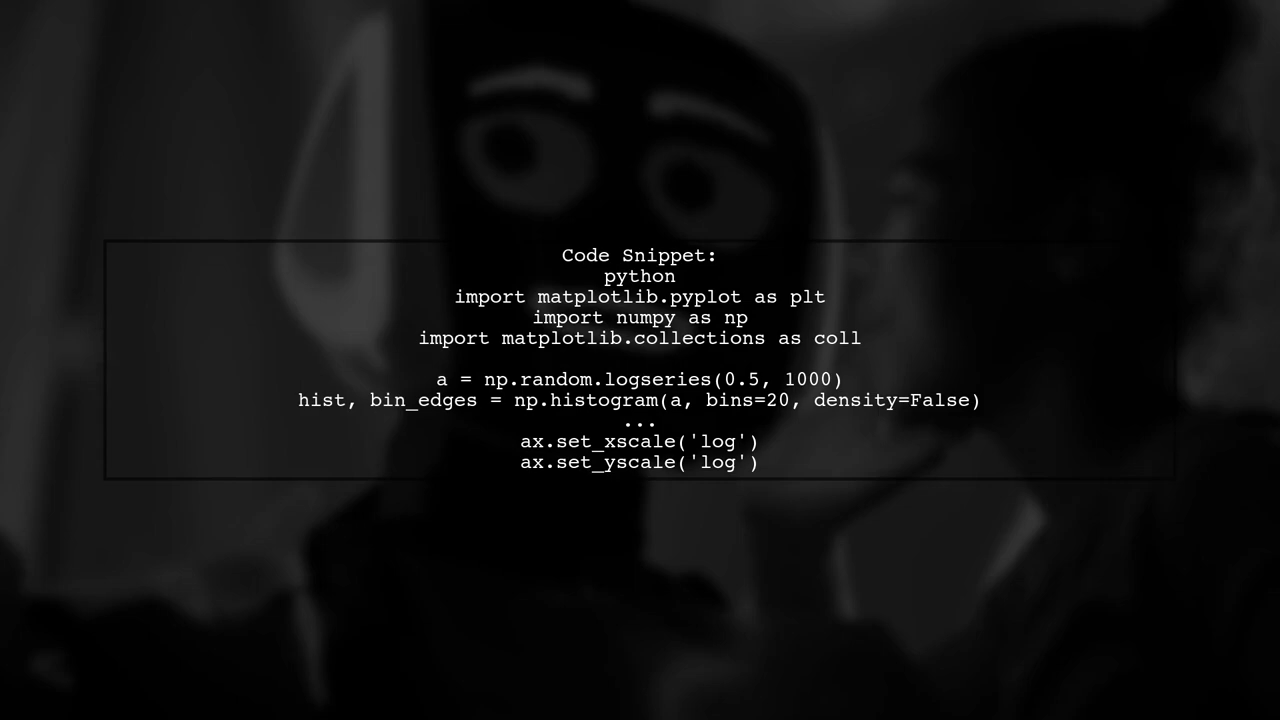 Code Snippet:
python
import matplotlib.pyplot as plt
import numpy as np
import matplotlib.collections as coll
a = np.random.logseries(0.5, 1000)
hist, bin_edges = np.histogram(a, bins=20, density=False)
...
ax.set_xscale('log')
ax.set_yscale('log')